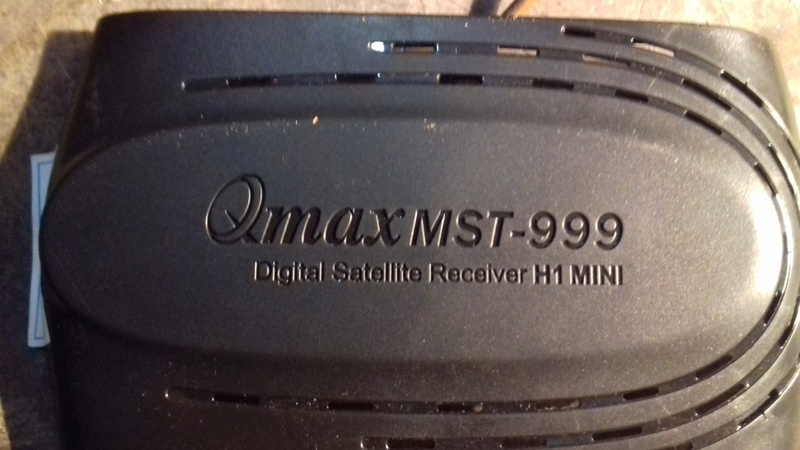 Qmax MST-999
Digital Satellite Receiver H1 MINI